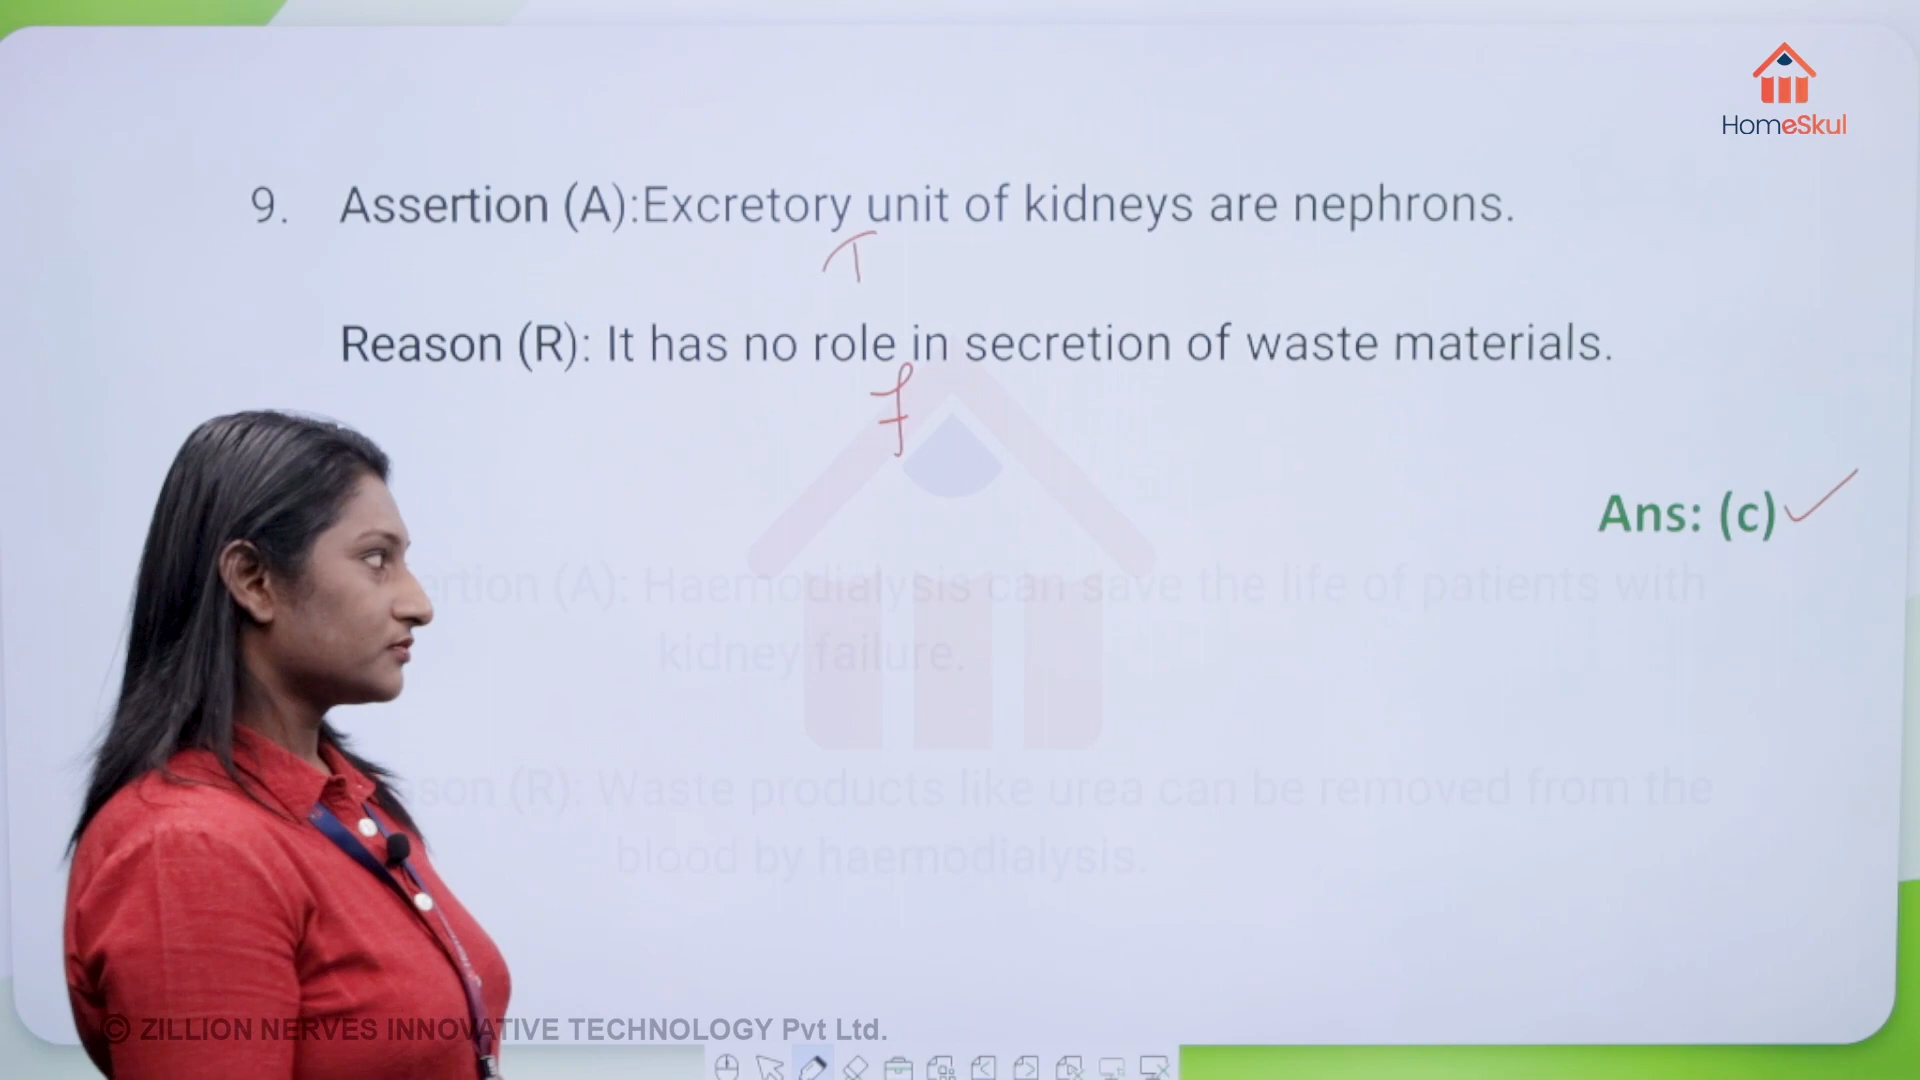 HomeSkul
9. Assertion (A):Excretory unit of kidneys are nephrons.
T
Reason (R): It has no role in secretion of waste materials.
f
Ans: (c)
ertion (A): Haemodialysis can save the life of patients with
kidney failure.
ason (R): Waste products like urea can be removed from the
blood by haemodialysis.
© ZILLION NERVES INNOVATIVE TECHNOLOGY Pvt Ltd.